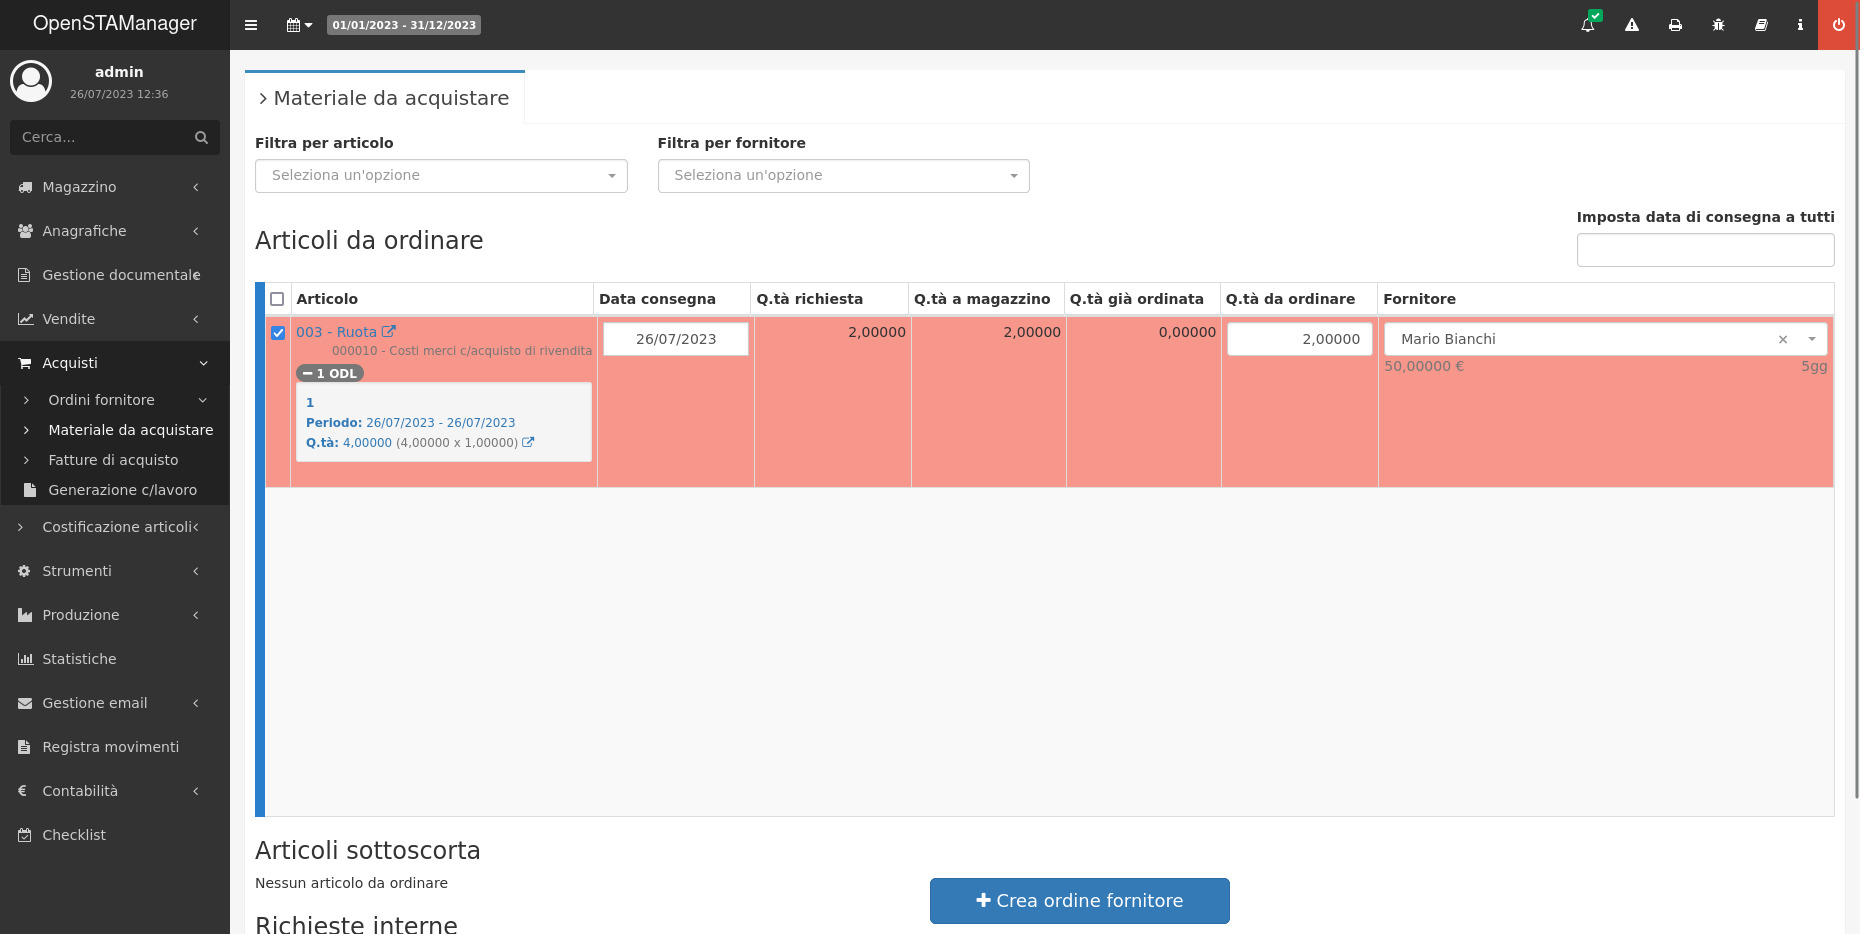 OpenSTAManager
01/01/2023 - 31/12/2023
admin
26/07/2023 12:36
Cerca...
Magazzino
Anagrafiche
Gestione documentale
Vendite
Acquisti
Ordini fornitore
Materiale da acquistare
Fatture di acquisto
Generazione c/lavoro
Costificazione articoli
Strumenti
Produzione
Statistiche
Gestione email
Registra movimenti
Contabilità
Checklist
Materiale da acquistare
Filtra per articolo
Filtra per fornitore
Seleziona un'opzione
Seleziona un'opzione
Articoli da ordinare
Imposta data di consegna a tutti
Articolo Data consegna Q.tà richiesta Q.tà a magazzino Q.tà già ordinata Q.tà da ordinare Fornitore
003 - Ruota 26/07/2023 2,00000 2,00000 0,00000 2,00000 Mario Bianchi
000010 - Costi merci c/acquisto di rivendita
50,00000 € 5gg
1 ODL
1
Periodo: 26/07/2023 - 26/07/2023
Q.tà: 4,00000 (4,00000 x 1,00000)
Articoli sottoscorta
Nessun articolo da ordinare
Crea ordine fornitore
Richieste interne